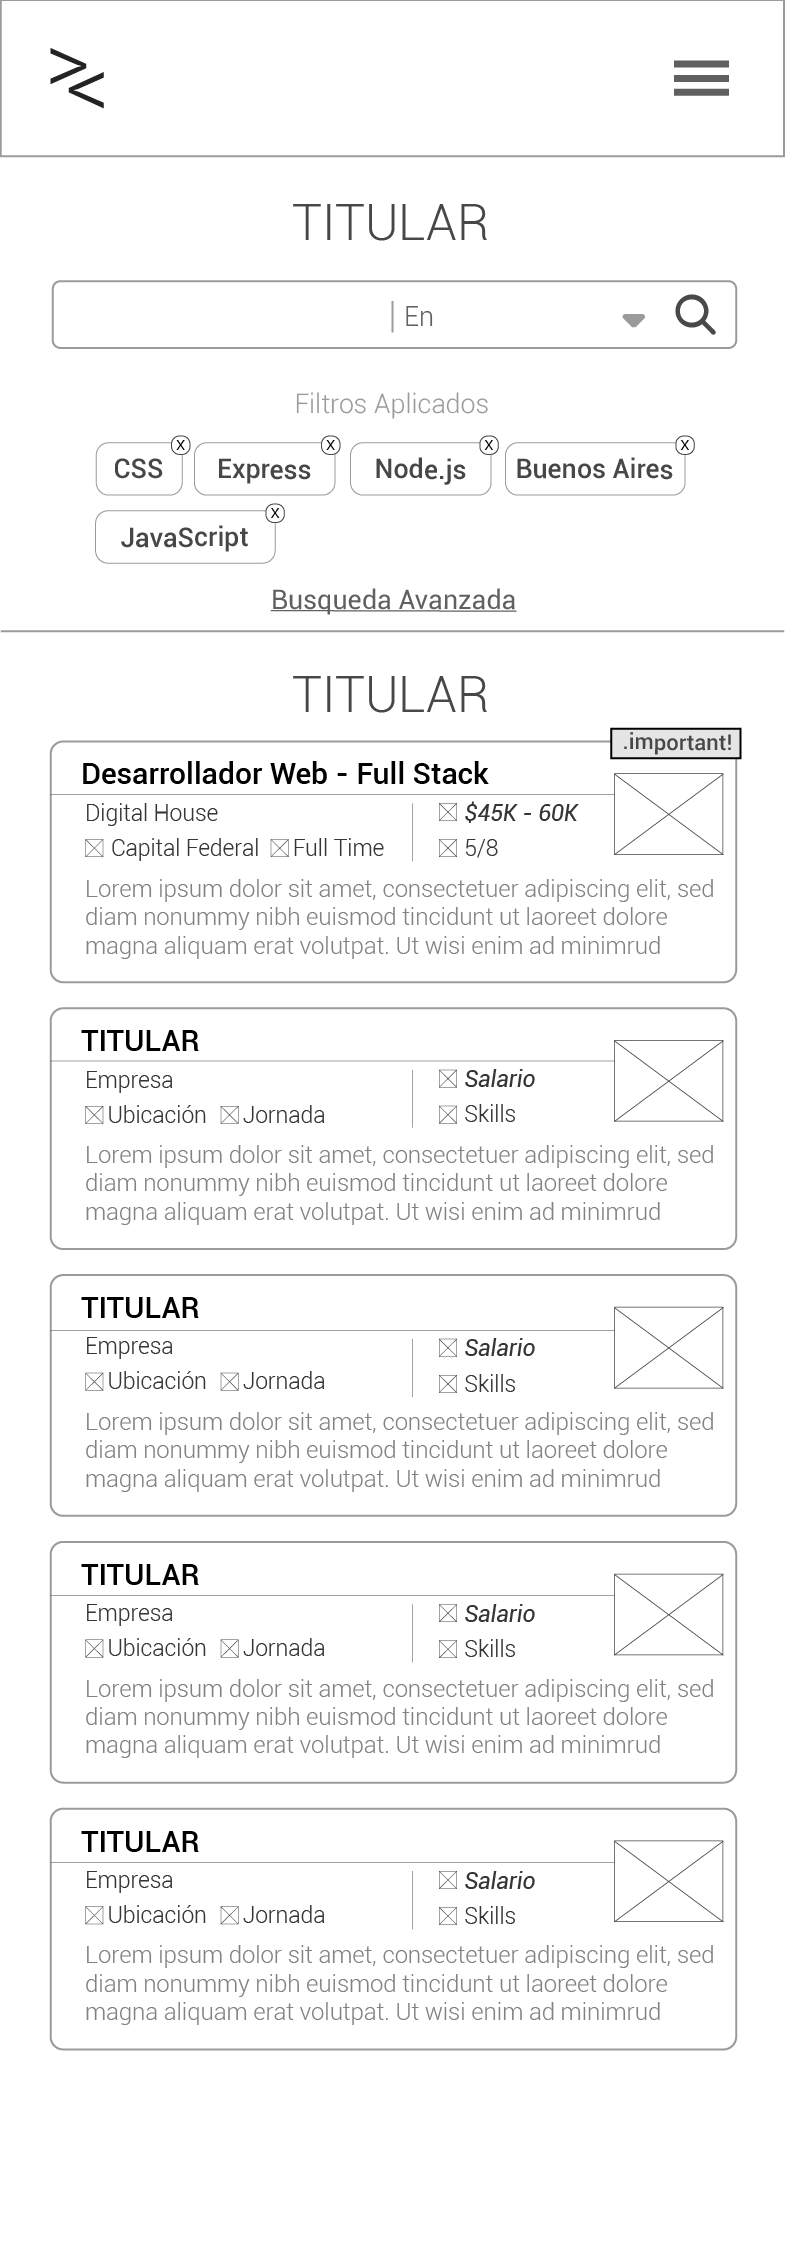 TITULAR
| En
Filtros Aplicados
CSS X Express X Node.js X Buenos Aires X
JavaScript X
Busqueda Avanzada
TITULAR
.important!
Desarrollador Web - Full Stack
Digital House $45K - 60K
Capital Federal Full Time 5/8
Lorem ipsum dolor sit amet, consectetuer adipiscing elit, sed
diam nonummy nibh euismod tincidunt ut laoreet dolore
magna aliquam erat volutpat. Ut wisi enim ad minimrud
TITULAR
Empresa Salario
Ubicación Jornada Skills
Lorem ipsum dolor sit amet, consectetuer adipiscing elit, sed
diam nonummy nibh euismod tincidunt ut laoreet dolore
magna aliquam erat volutpat. Ut wisi enim ad minimrud
TITULAR
Empresa Salario
Ubicación Jornada Skills
Lorem ipsum dolor sit amet, consectetuer adipiscing elit, sed
diam nonummy nibh euismod tincidunt ut laoreet dolore
magna aliquam erat volutpat. Ut wisi enim ad minimrud
TITULAR
Empresa Salario
Ubicación Jornada Skills
Lorem ipsum dolor sit amet, consectetuer adipiscing elit, sed
diam nonummy nibh euismod tincidunt ut laoreet dolore
magna aliquam erat volutpat. Ut wisi enim ad minimrud
TITULAR
Empresa Salario
Ubicación Jornada Skills
Lorem ipsum dolor sit amet, consectetuer adipiscing elit, sed
diam nonummy nibh euismod tincidunt ut laoreet dolore
magna aliquam erat volutpat. Ut wisi enim ad minimrud